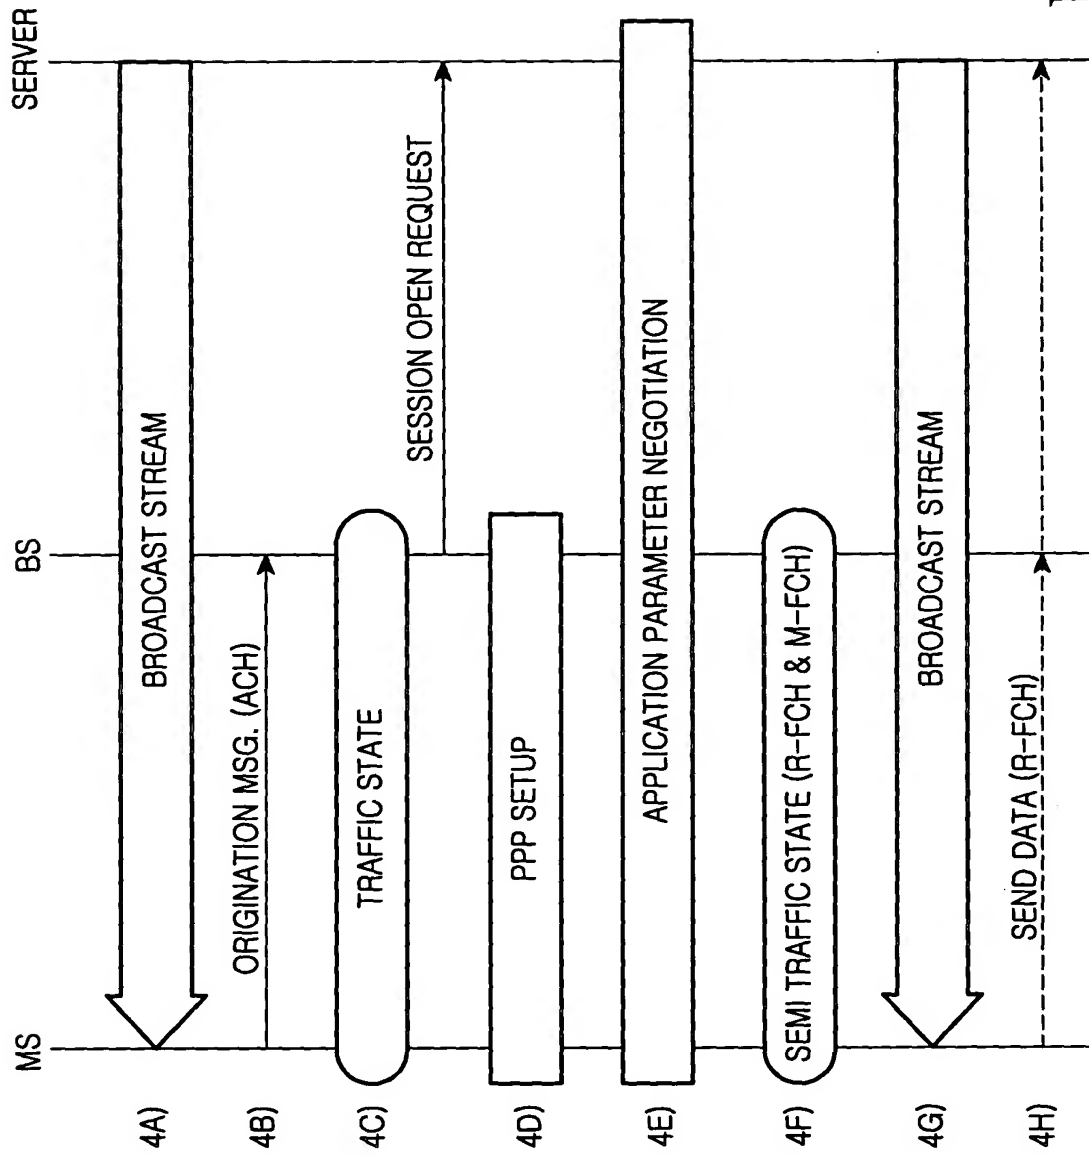 MS
BS
SERVER
4A)
BROADCAST STREAM
4B)
ORIGINATION MSG. (ACH)
4C)
TRAFFIC STATE
SESSION OPEN REQUEST
4D)
PPP SETUP
4E)
APPLICATION PARAMETER NEGOTIATION
4F)
SEMI TRAFFIC STATE (R-FCH & M-FCH)
4G)
BROADCAST STREAM
4H)
SEND DATA (R-FCH)